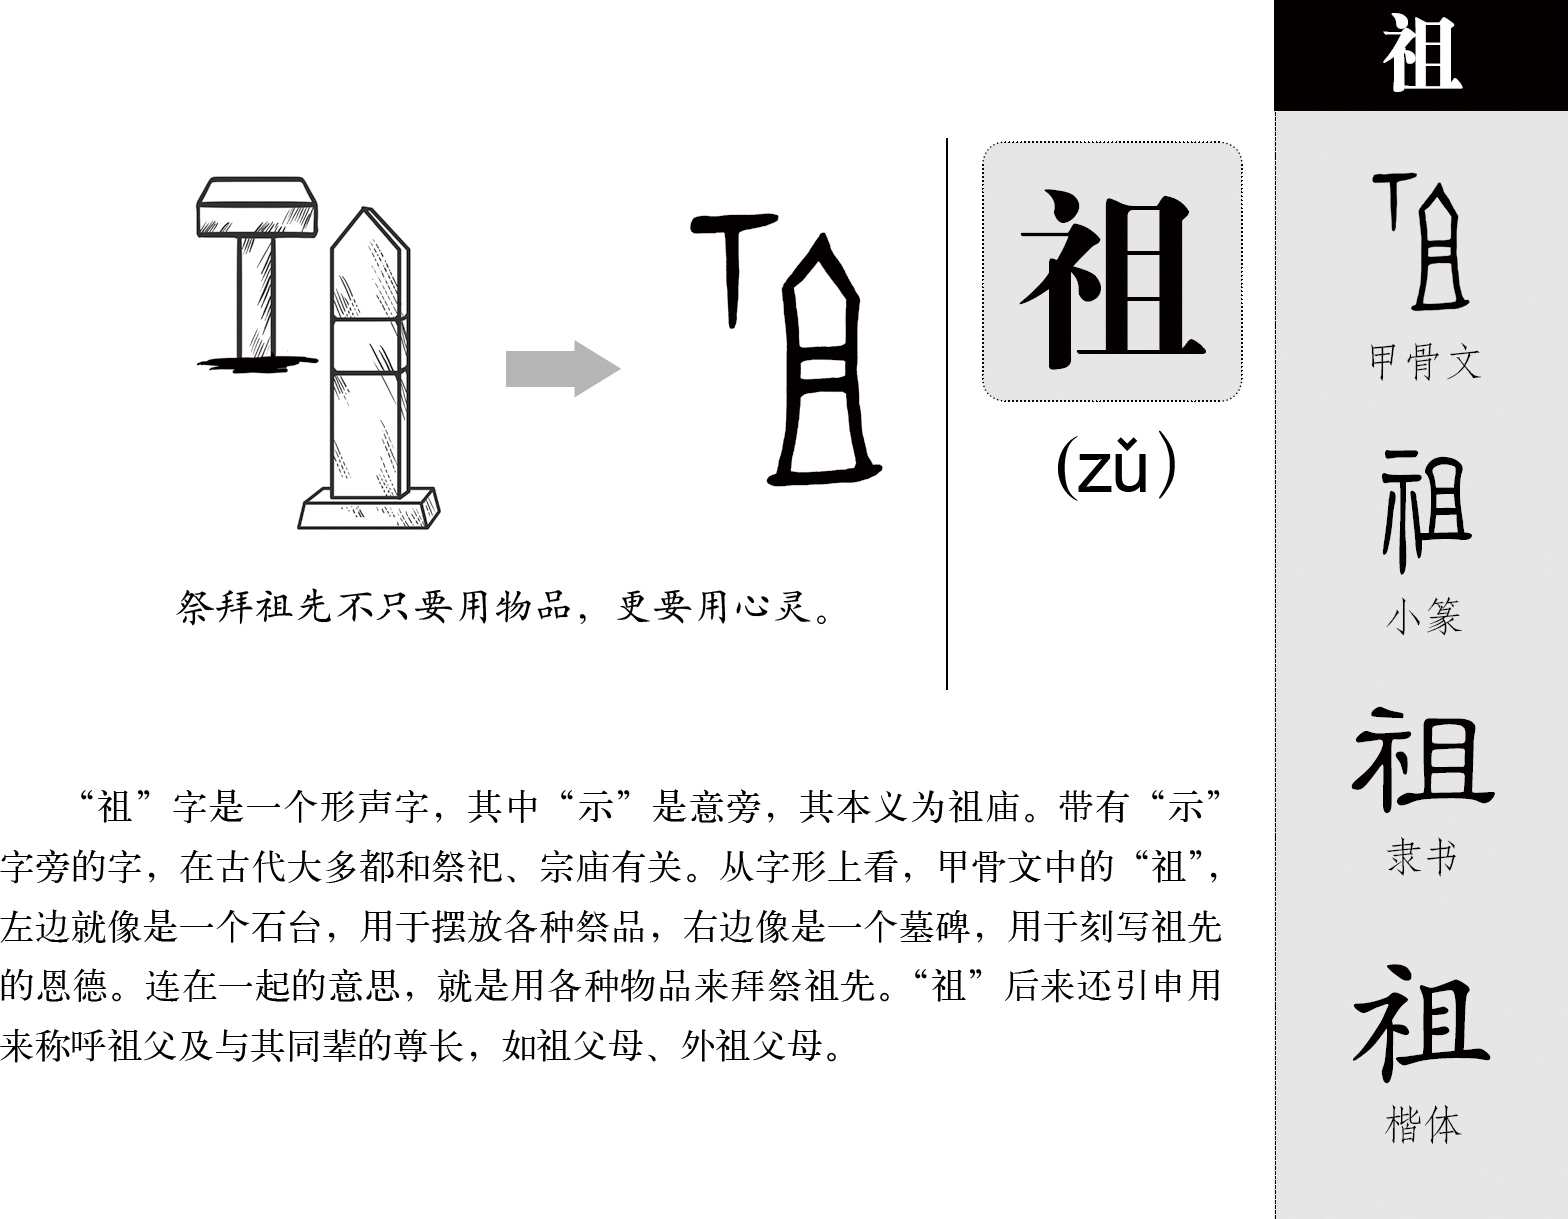 祖
祖
(zǔ)
祭拜祖先不只要用物品，更要用心灵。
“祖”字是一个形声字，其中“示”是意旁，其本义为祖庙。带有“示”
字旁的字，在古代大多都和祭祀、宗庙有关。从字形上看，甲骨文中的“祖”，
左边就像是一个石台，用于摆放各种祭品，右边像是一个墓碑，用于刻写祖先
的恩德。连在一起的意思，就是用各种物品来拜祭祖先。“祖”后来还引申用
来称呼祖父及与其同辈的尊长，如祖父母、外祖父母。
甲骨文
祖
小篆
祖
隶书
祖
楷体